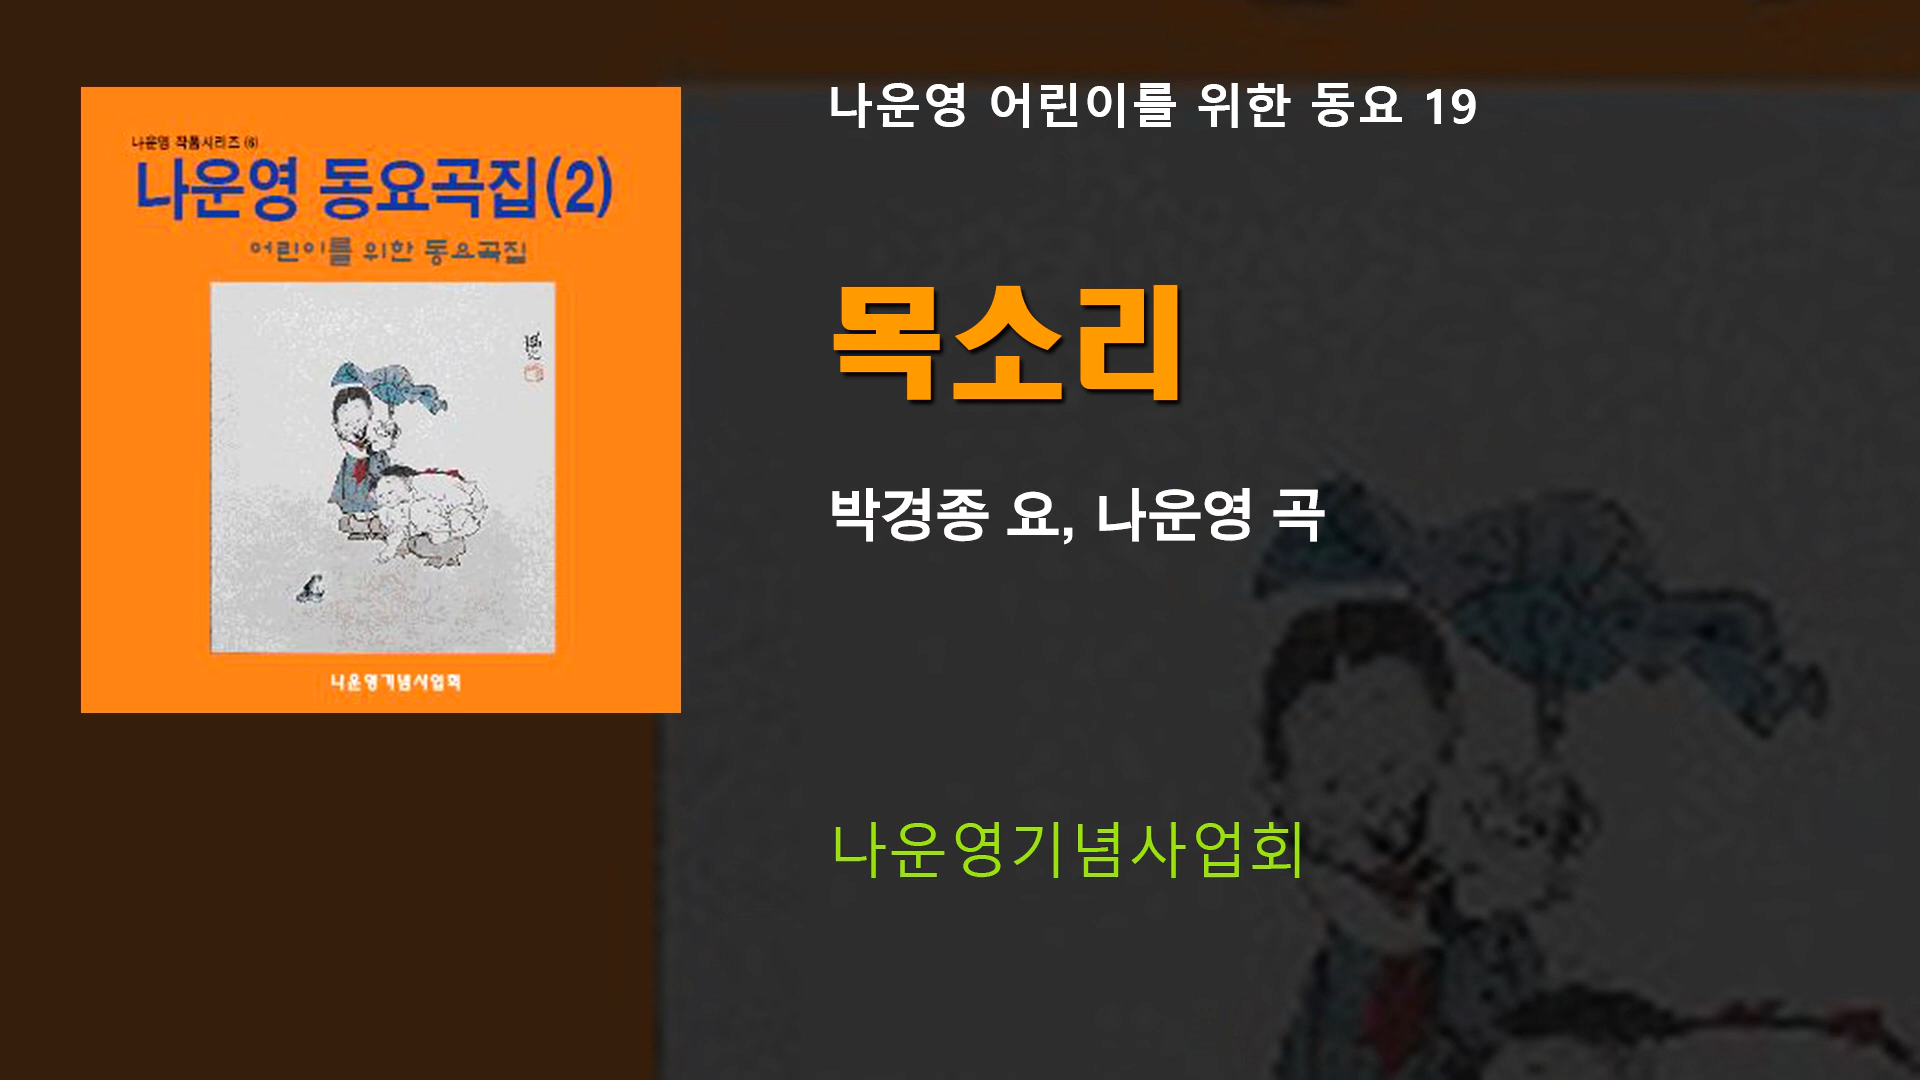 나운영 작품시리즈 (6)
나운영 동요곡집(2)
어린이를 위한 동요곡집
나운영기념사업회
나운영 어린이를 위한 동요 19
목소리
박경종 요, 나운영 곡
나운영기념사업회